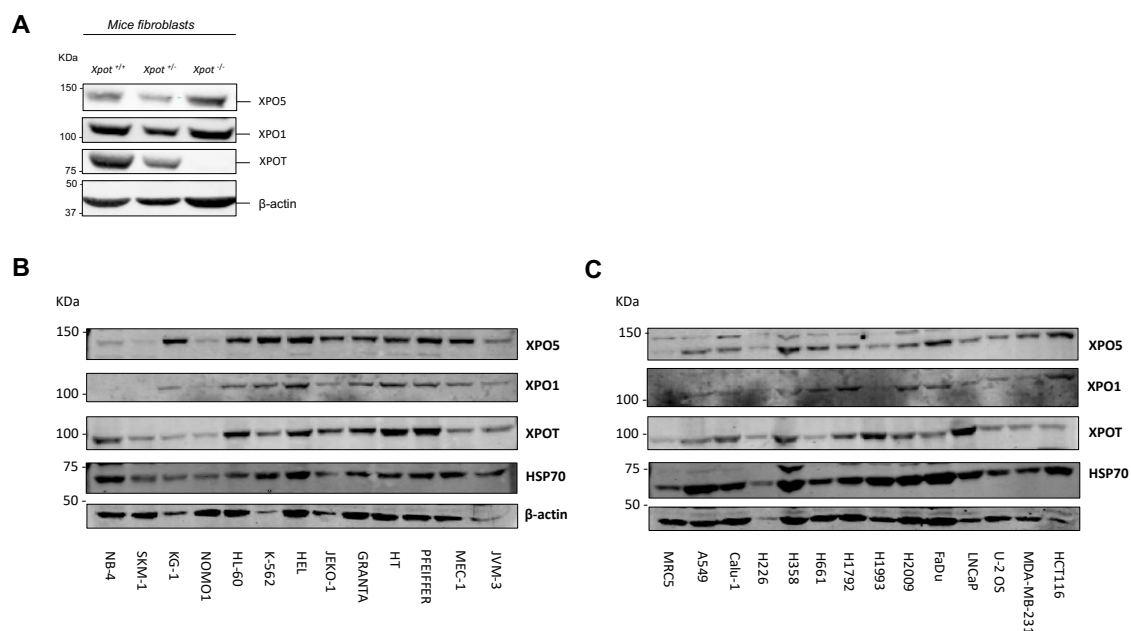 A
Mice fibroblasts
KDa
Xpot +/+ Xpot +/- Xpot -/-
150
XPO5
XPO1
100
XPOT
75
50
β-actin
37
B
KDa
150
XPO5
XPO1
100
100
XPOT
75
HSP70
50
β-actin
NB-4
SKM-1
KG-1
NOMO1
HL-60
K-562
HEL
JEKO-1
GRANTA
HT
PFEIFFER
MEC-1
JVM-3
C
KDa
150
XPO5
XPO1
100
100
XPOT
75
HSP70
50
β-actin
MRC5
A549
Calu-1
H226
H358
H661
H1792
H1993
H2009
FaDu
LNCaP
U-2 OS
MDA-MB-231
HCT116